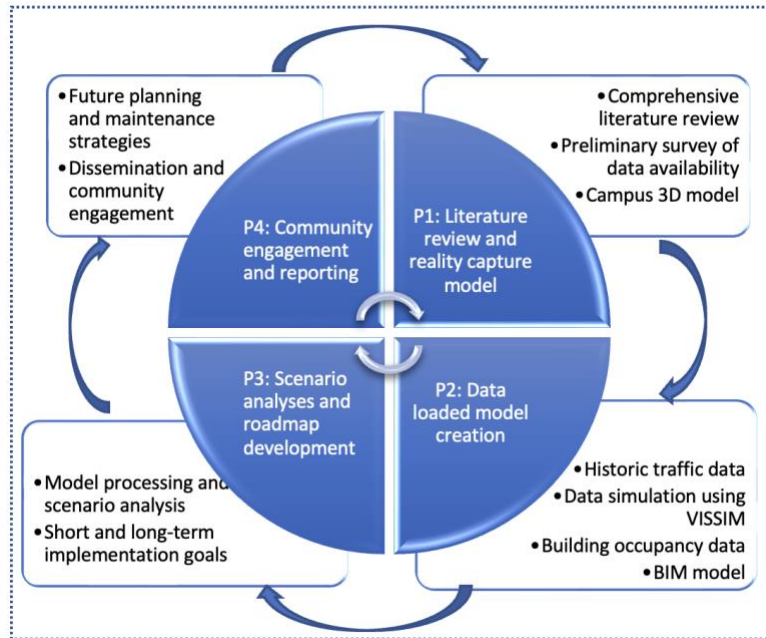 •Future planning
and maintenance
strategies
•Dissemination and
community
engagement
•Comprehensive
literature review
•Preliminary survey of
data availability
•Campus 3D model
P4: Community
engagement
and reporting
P1: Literature
review and
reality capture
model
P3: Scenario
analyses and
roadmap
development
P2: Data
loaded model
creation
•Model processing and
scenario analysis
•Short and long-term
implementation goals
•Historic traffic data
•Data simulation using
VISSIM
•Building occupancy data
•BIM model